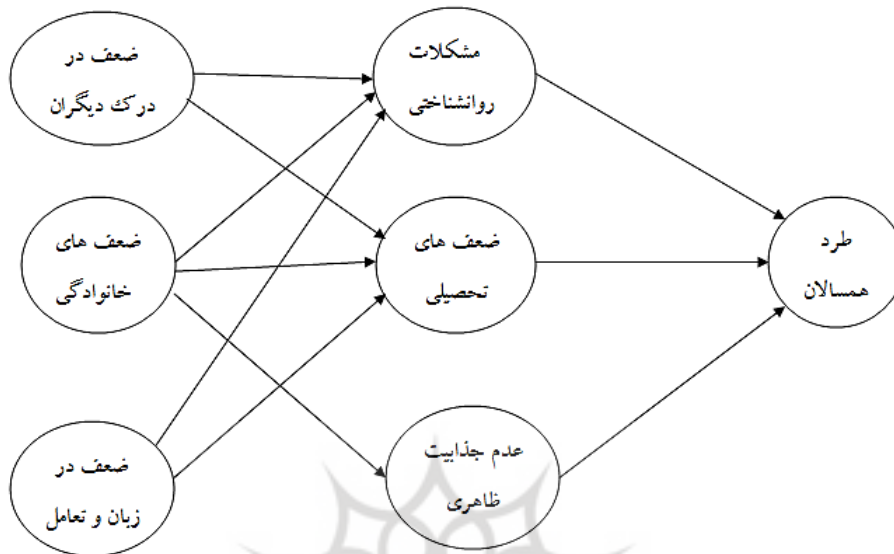 ضعف در
درک دیگران
مشکلات
روانشناختی
ضعف های
خانوادگی
ضعف های
تحصیلی
طرد
همسالان
ضعف در
زبان و تعامل
عدم جذابیت
ظاهری